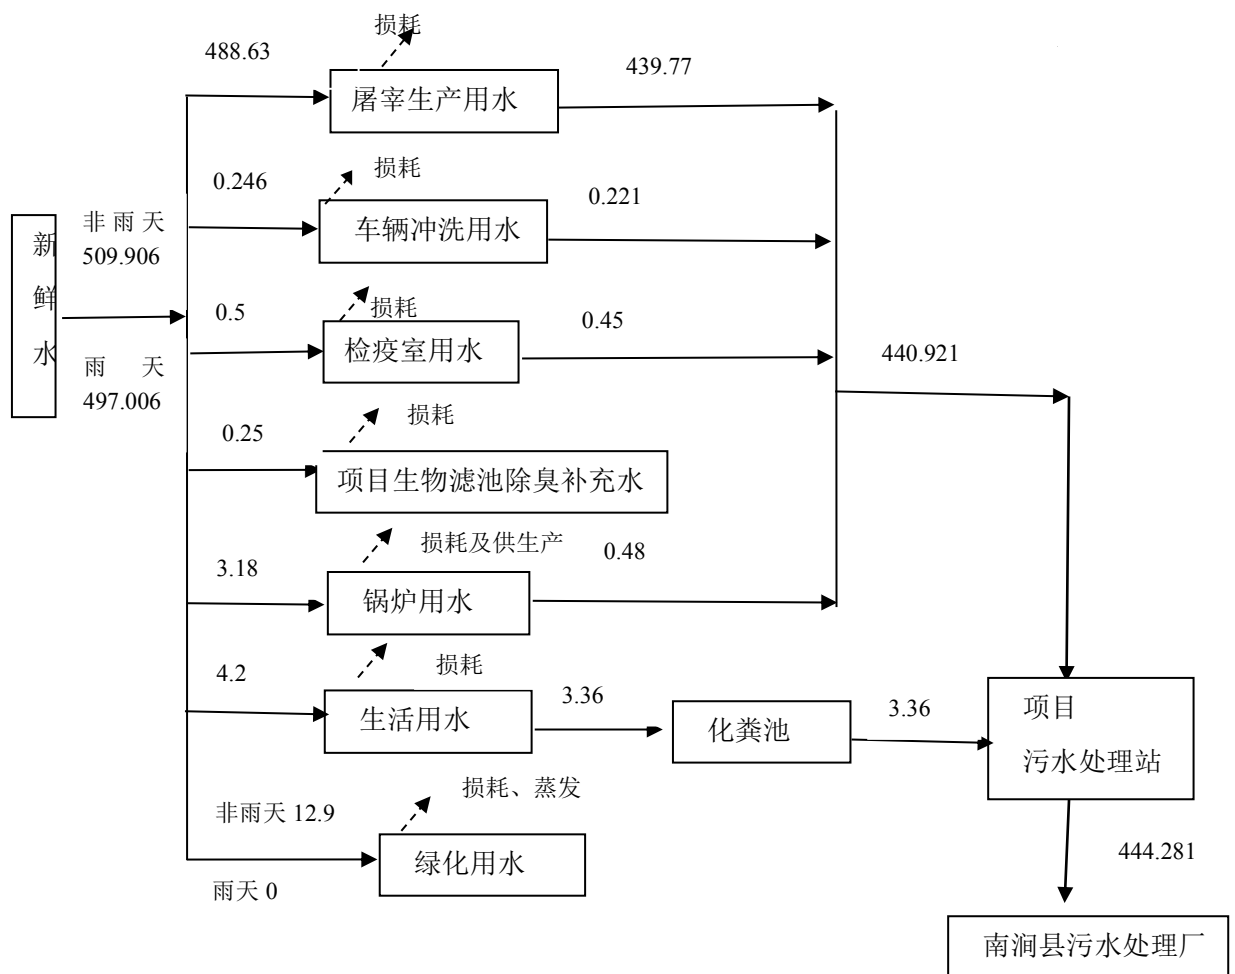 损耗
488.63
439.77
屠宰生产用水
损耗
0.246
0.221
车辆冲洗用水
非雨天
509.906
新
鲜
水
雨 天
497.006
损耗
0.5
0.45
检疫室用水
440.921
损耗
0.25
项目生物滤池除臭补充水
损耗及供生产
0.48
3.18
锅炉用水
损耗
4.2
3.36
3.36
生活用水
化粪池
项目
污水处理站
损耗、蒸发
非雨天 12.9
绿化用水
雨天 0
444.281
南涧县污水处理厂